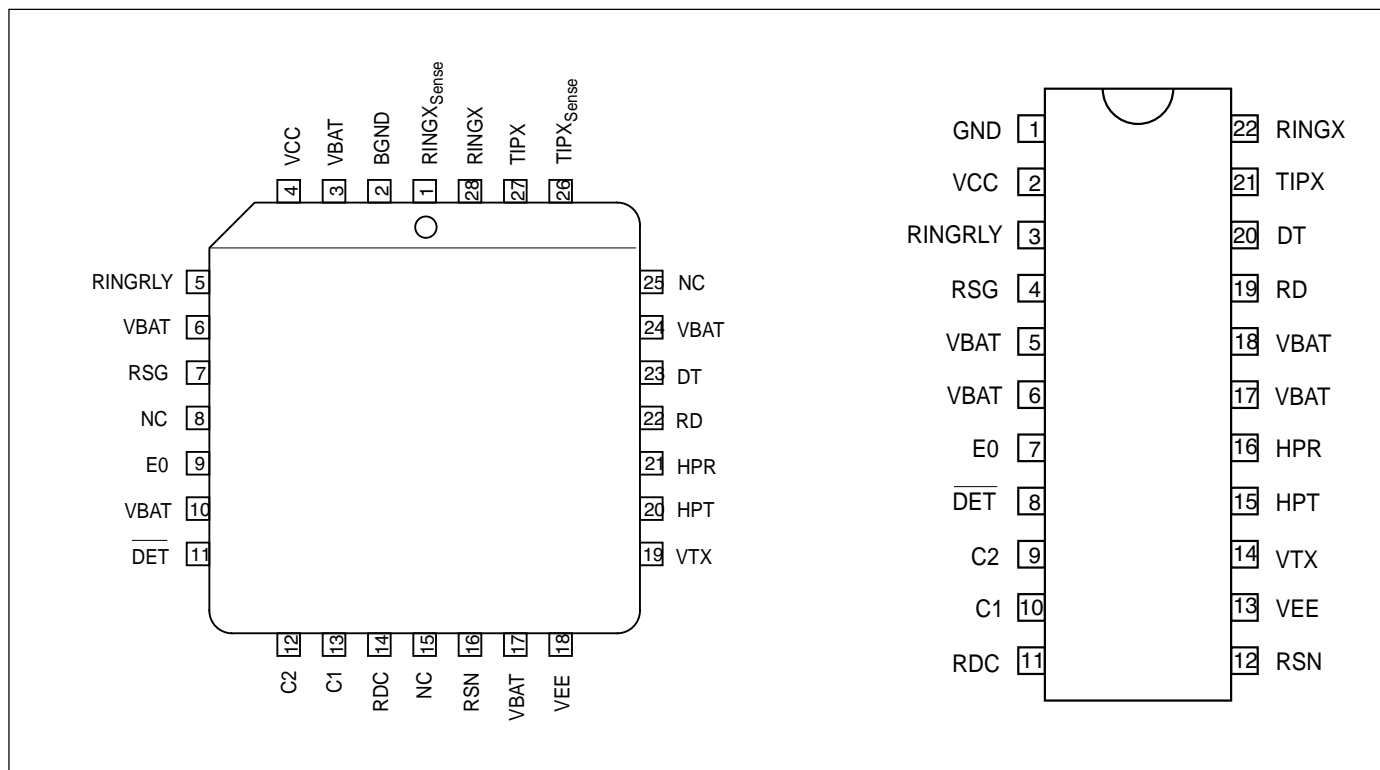 VCC
VBAT
BGND
RINGX_Sense
RINGX
TIPX
TIPX_Sense
4
3
2
1
28
27
26
RINGRLY 5
VBAT 6
RSG 7
NC 8
E0 9
VBAT 10
DET 11
25 NC
24 VBAT
23 DT
22 RD
21 HPR
20 HPT
19 VTX
12
13
14
15
16
17
18
C2
C1
RDC
NC
RSN
VBAT
VEE
GND 1
VCC 2
RINGRLY 3
RSG 4
VBAT 5
VBAT 6
E0 7
DET 8
C2 9
C1 10
RDC 11
22 RINGX
21 TIPX
20 DT
19 RD
18 VBAT
17 VBAT
16 HPR
15 HPT
14 VTX
13 VEE
12 RSN